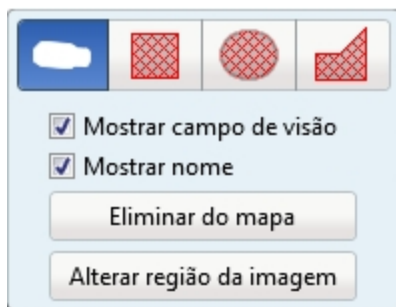 Mostrar campo de visão
Mostrar nome
Eliminar do mapa
Alterar região da imagem